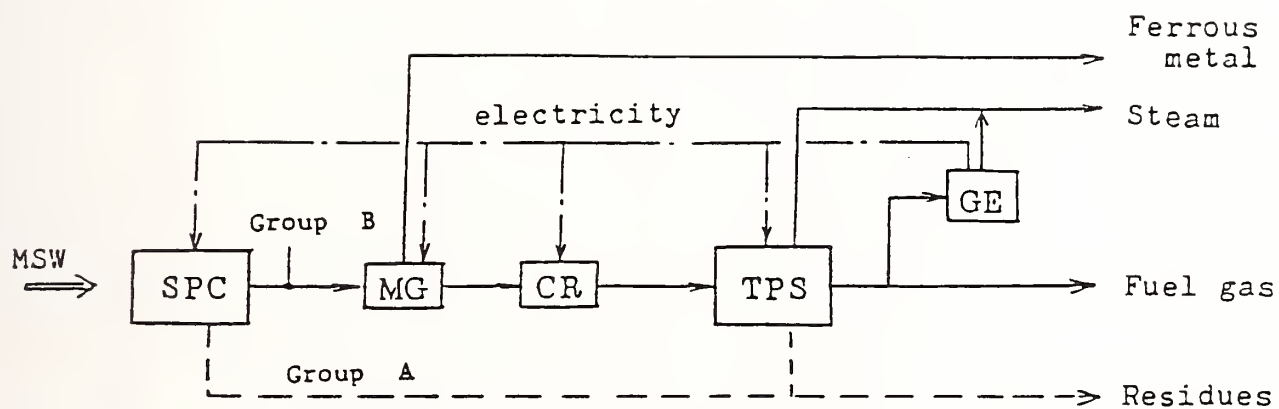 Ferrous
metal
electricity
Steam
GE
Group B
MSW
SPC
MG
CR
TPS
Fuel gas
Group A
Residues